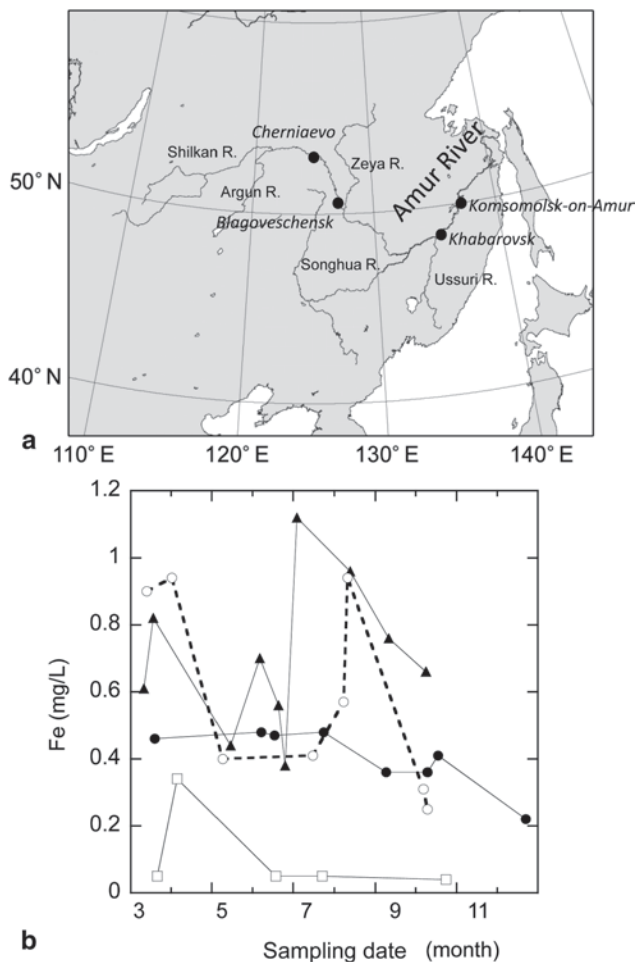 Cherniaevo
Shilkan R.
Zeya R.
Amur River
50° N
Argun R.
Blagoveschensk
Komsomolsk-on-Amur
Khabarovsk
Songhua R.
Ussuri R.
40° N
a
110° E
120° E
130° E
140° E
1.2
1
0.8
0.6
0.4
0.2
0
Fe (mg/L)
3
5
7
9
11
b
Sampling date (month)